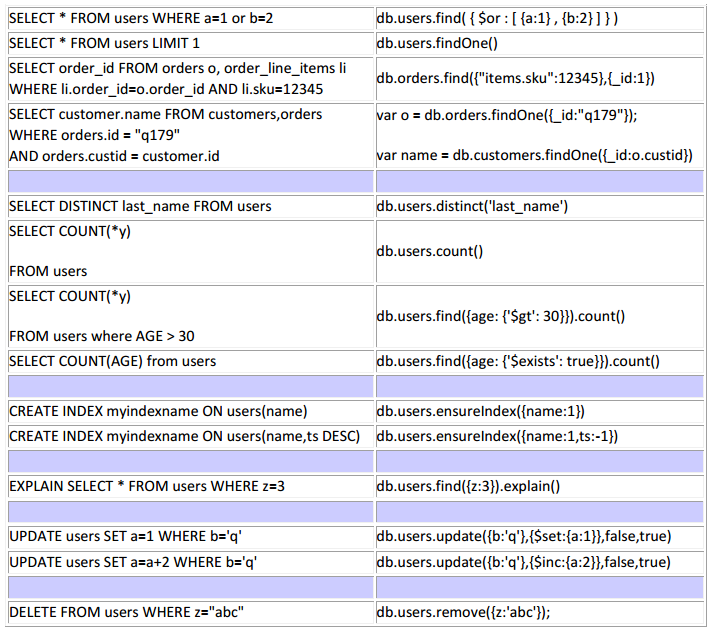 SELECT * FROM users WHERE a=1 or b=2
db.users.find( { $or : [ {a:1} , {b:2} ] } )
SELECT * FROM users LIMIT 1
db.users.findOne()
SELECT order_id FROM orders o, order_line_items li
WHERE li.order_id=o.order_id AND li.sku=12345
db.orders.find({"items.sku":12345},{_id:1})
SELECT customer.name FROM customers,orders
WHERE orders.id = "q179"
AND orders.custid = customer.id
var o = db.orders.findOne({_id:"q179"});
var name = db.customers.findOne({_id:o.custid})
SELECT DISTINCT last_name FROM users
db.users.distinct('last_name')
SELECT COUNT(*y)
FROM users
db.users.count()
SELECT COUNT(*y)
FROM users where AGE > 30
db.users.find({age: {'$gt': 30}}).count()
SELECT COUNT(AGE) from users
db.users.find({age: {'$exists': true}}).count()
CREATE INDEX myindexname ON users(name)
db.users.ensureIndex({name:1})
CREATE INDEX myindexname ON users(name,ts DESC)
db.users.ensureIndex({name:1,ts:-1})
EXPLAIN SELECT * FROM users WHERE z=3
db.users.find({z:3}).explain()
UPDATE users SET a=1 WHERE b='q'
db.users.update({b:'q'},{$set:{a:1}},false,true)
UPDATE users SET a=a+2 WHERE b='q'
db.users.update({b:'q'},{$inc:{a:2}},false,true)
DELETE FROM users WHERE z="abc"
db.users.remove({z:'abc'});